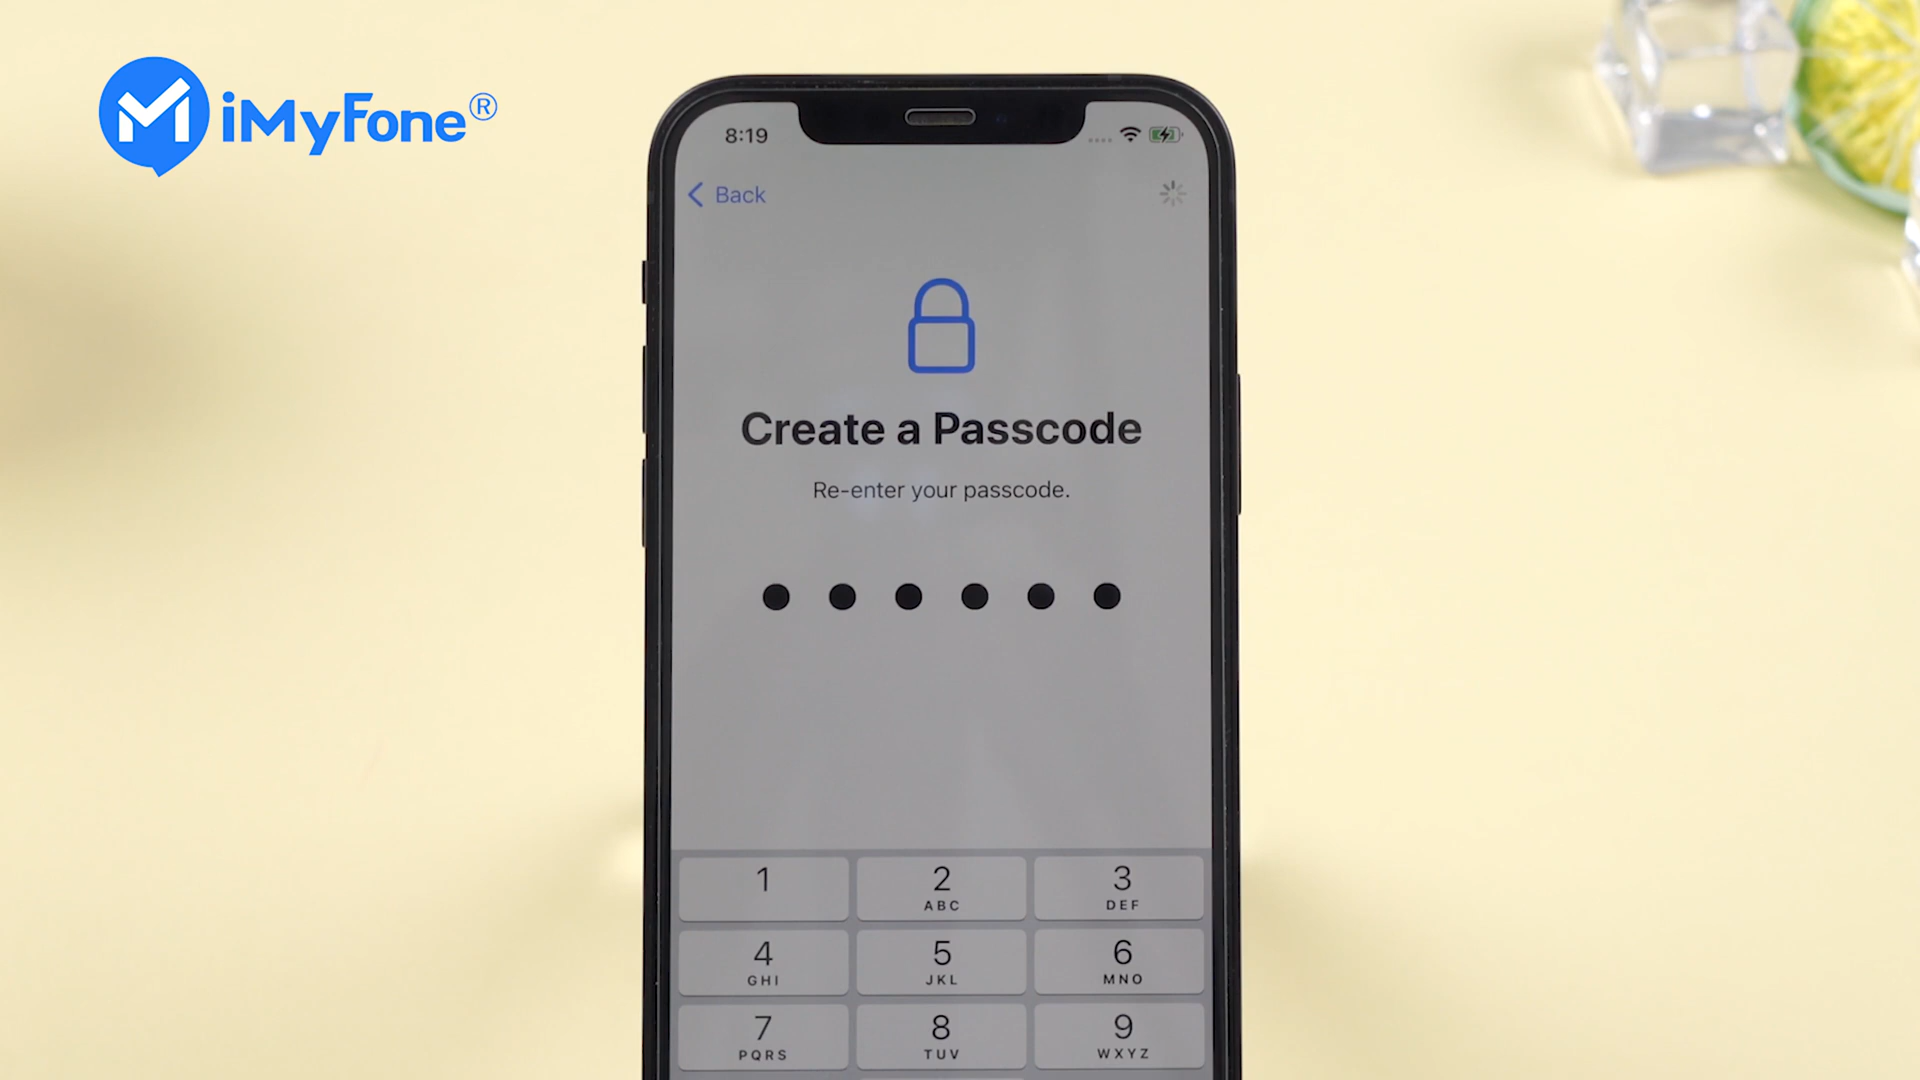 iMyFone®
8:19
Back
Create a Passcode
Re-enter your passcode.
1
2
ABC
3
DEF
4
GHI
5
JKL
6
MNO
7
PQRS
8
TUV
9
WXYZ